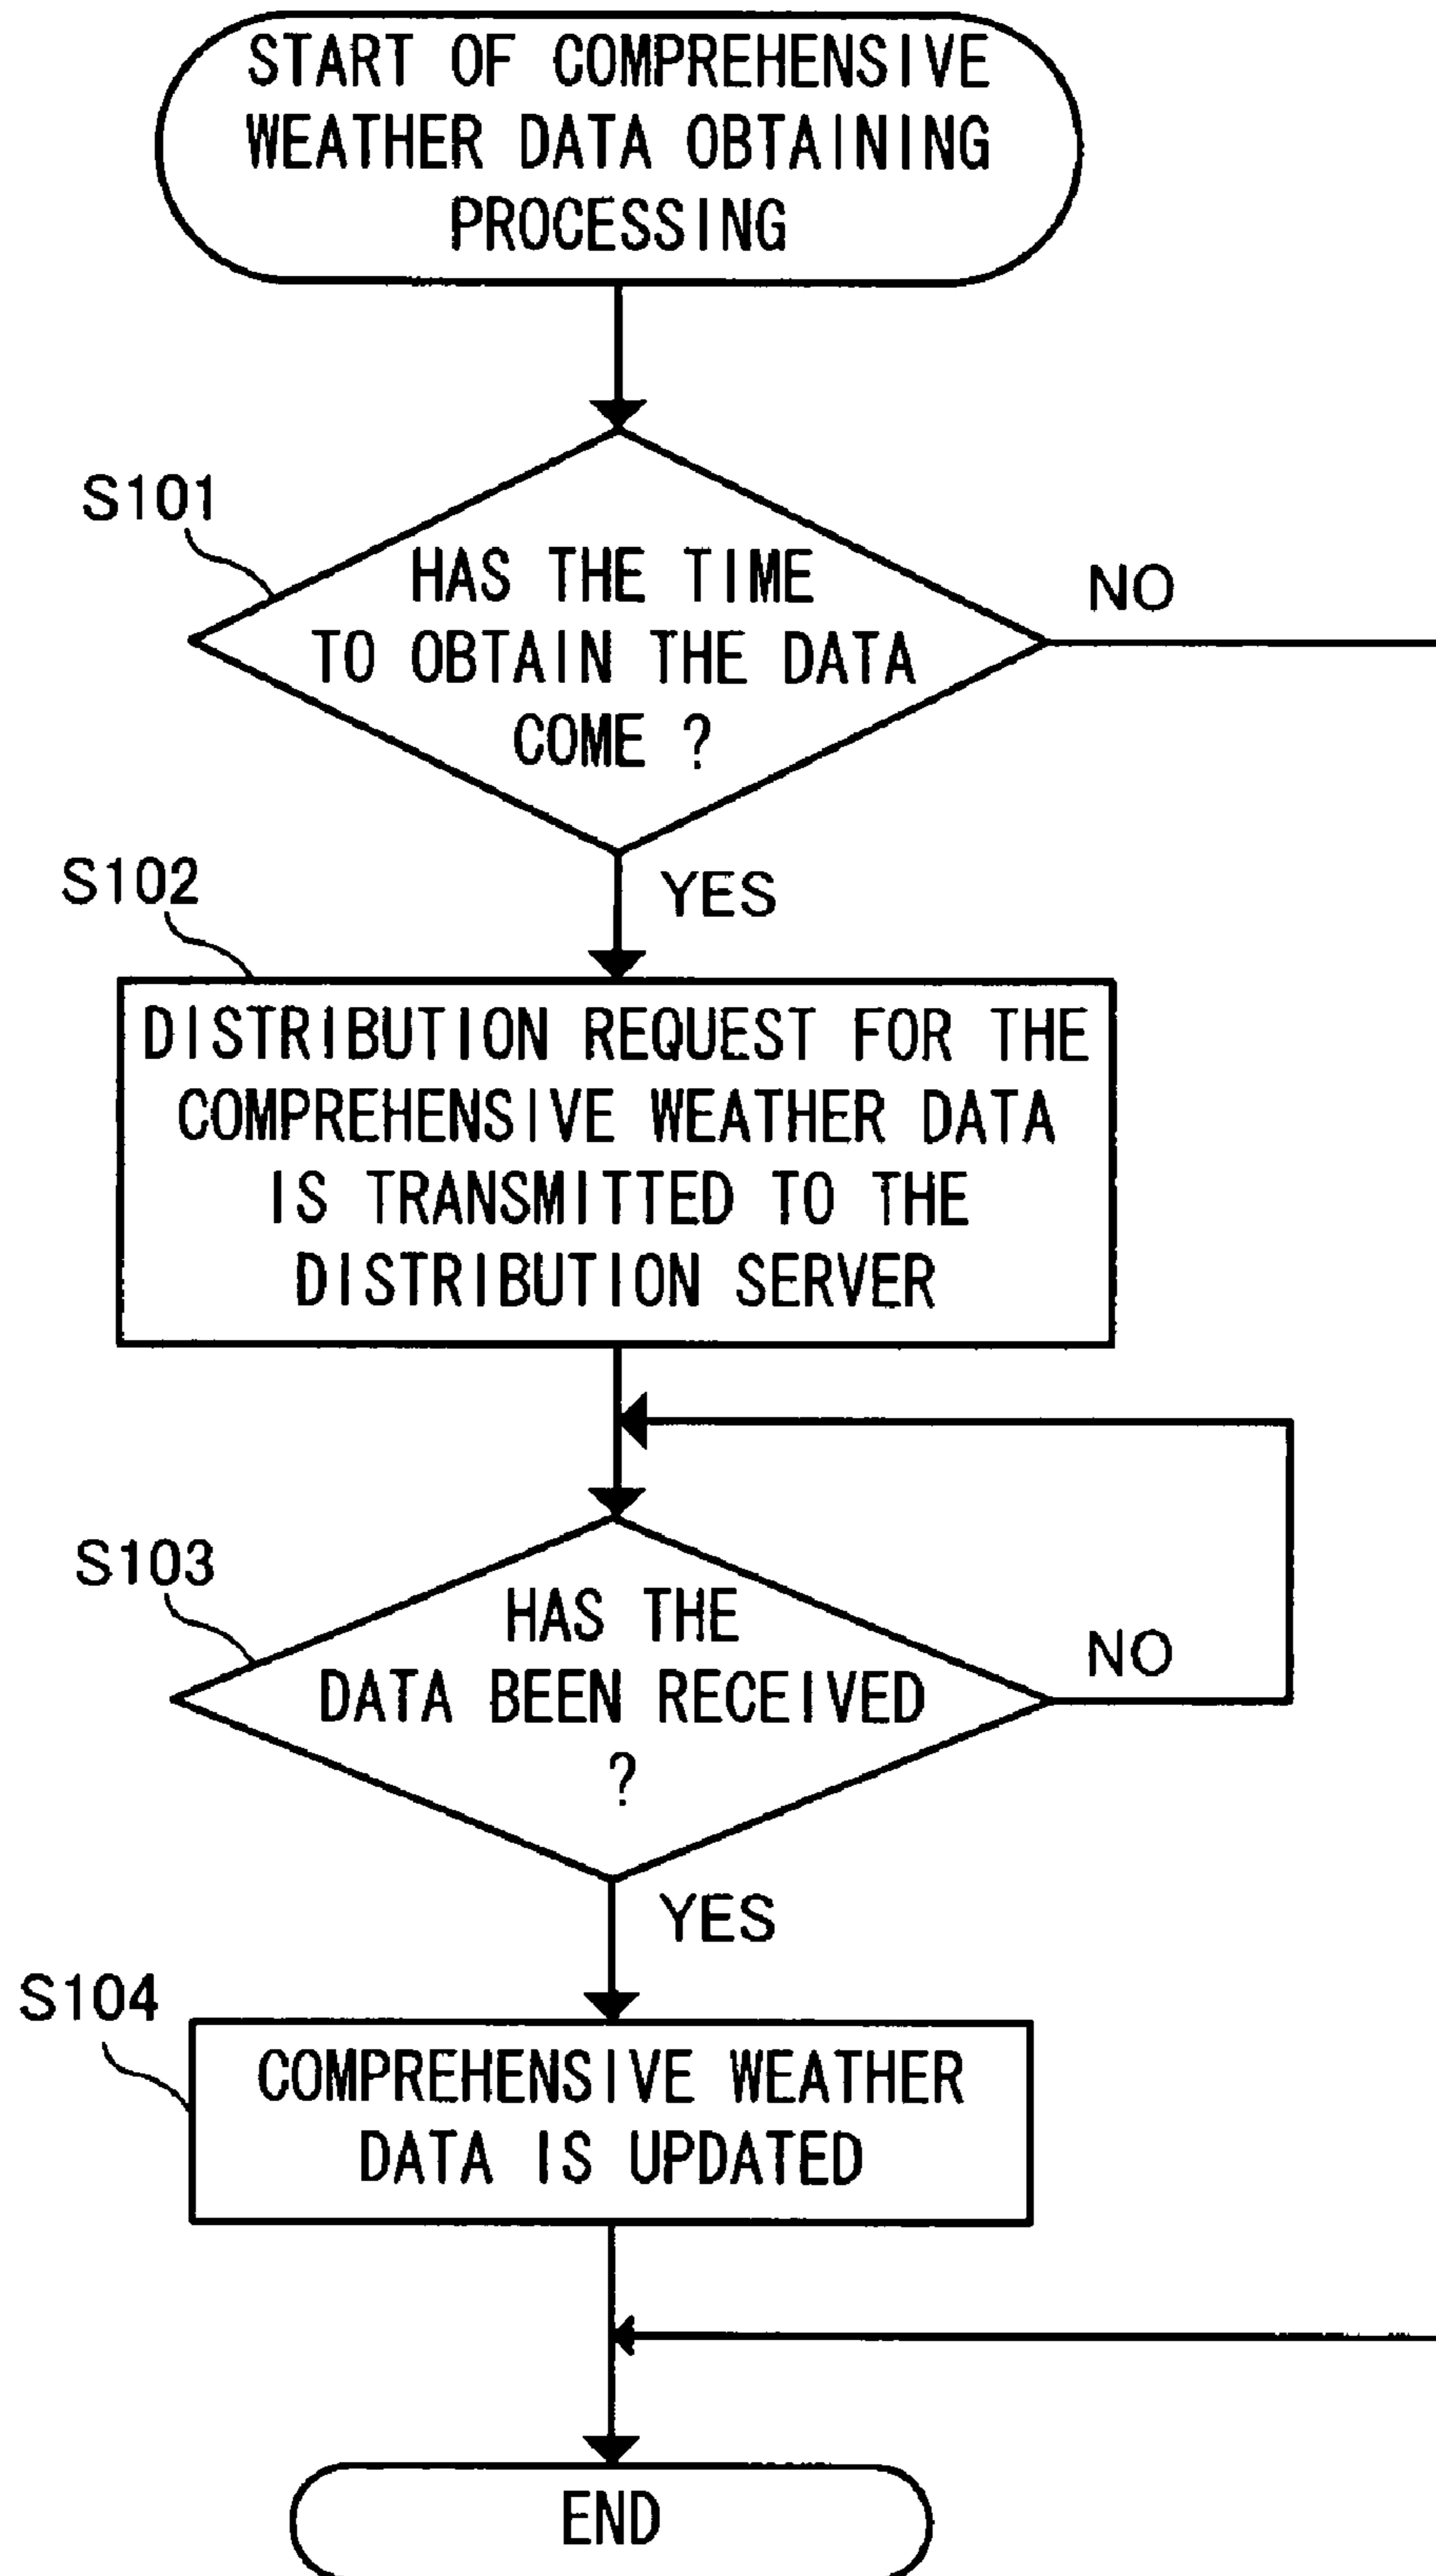 START OF COMPREHENSIVE
WEATHER DATA OBTAINING
PROCESSING
S101
HAS THE TIME
TO OBTAIN THE DATA
COME ?
NO
S102
YES
DISTRIBUTION REQUEST FOR THE
COMPREHENSIVE WEATHER DATA
IS TRANSMITTED TO THE
DISTRIBUTION SERVER
S103
HAS THE
DATA BEEN RECEIVED
?
NO
YES
S104
COMPREHENSIVE WEATHER
DATA IS UPDATED
END